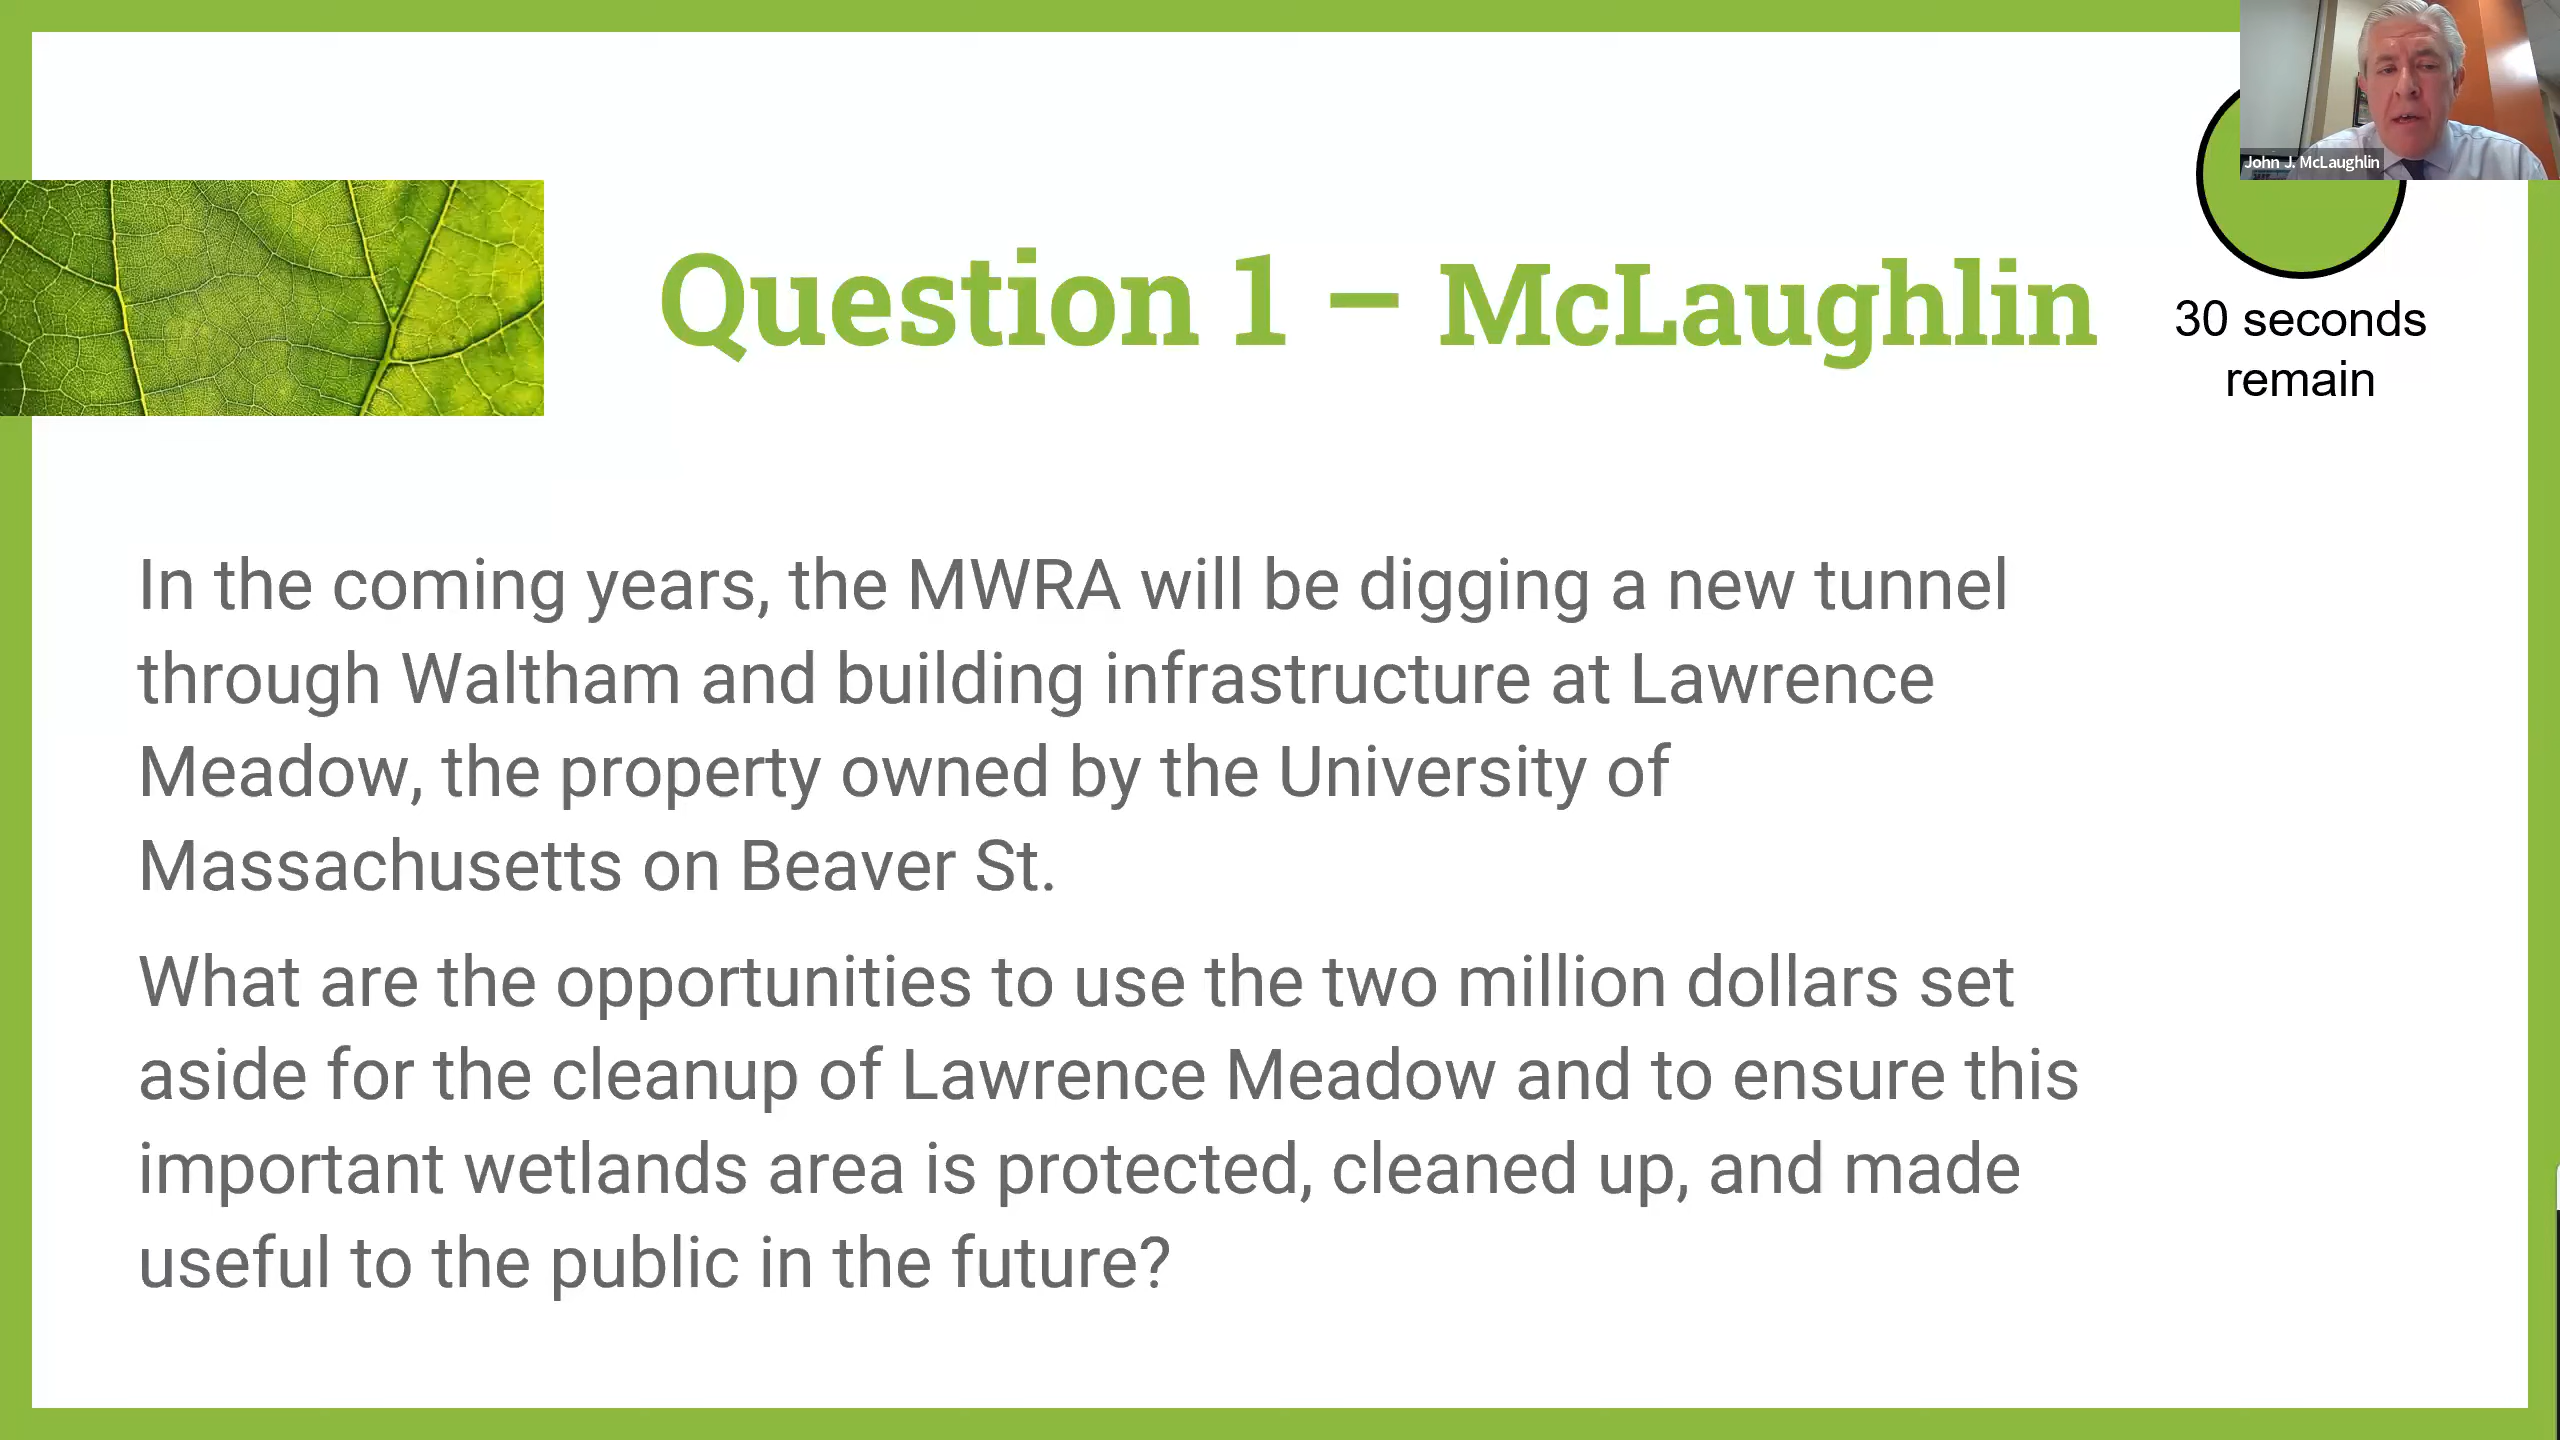 John J. McLaughlin
Question 1 – McLaughlin
30 seconds
remain
In the coming years, the MWRA will be digging a new tunnel
through Waltham and building infrastructure at Lawrence
Meadow, the property owned by the University of
Massachusetts on Beaver St.
What are the opportunities to use the two million dollars set
aside for the cleanup of Lawrence Meadow and to ensure this
important wetlands area is protected, cleaned up, and made
useful to the public in the future?